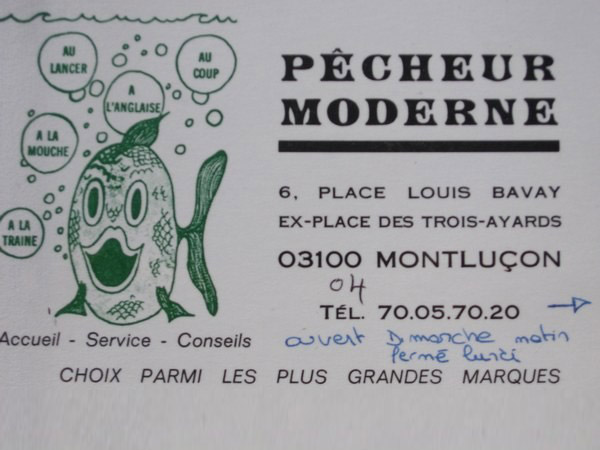 AU
LANCER
AU
COUP
A
L'ANGLAISE
A LA
MOUCHE
A LA
TRAINE
PÊCHEUR
MODERNE
6, PLACE LOUIS BAVAY
EX-PLACE DES TROIS-AYARDS
03100 MONTLUÇON
04
TÉL. 70.05.70.20
Accueil - Service - Conseils
ouvert Dimanche matin
fermé lundi
CHOIX PARMI LES PLUS GRANDES MARQUES